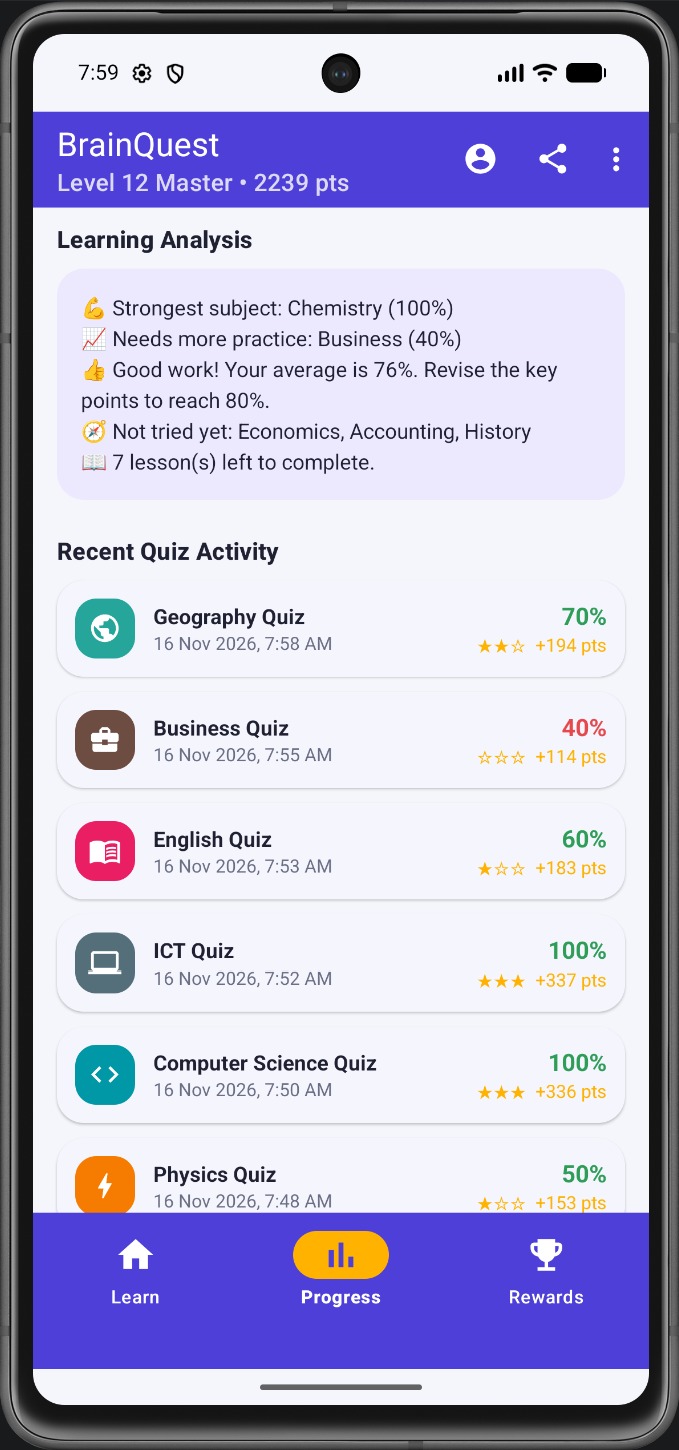 7:59
BrainQuest
Level 12 Master • 2239 pts
Learning Analysis
💪 Strongest subject: Chemistry (100%)
📈 Needs more practice: Business (40%)
👍 Good work! Your average is 76%. Revise the key
points to reach 80%.
🧭 Not tried yet: Economics, Accounting, History
📖 7 lesson(s) left to complete.
Recent Quiz Activity
Geography Quiz
70%
16 Nov 2026, 7:58 AM
★★☆ +194 pts
Business Quiz
40%
16 Nov 2026, 7:55 AM
☆☆☆ +114 pts
English Quiz
60%
16 Nov 2026, 7:53 AM
★☆☆ +183 pts
ICT Quiz
100%
16 Nov 2026, 7:52 AM
★★★ +337 pts
Computer Science Quiz
100%
16 Nov 2026, 7:50 AM
★★★ +336 pts
Physics Quiz
50%
16 Nov 2026, 7:48 AM
★☆☆ +153 pts
Learn
Progress
Rewards